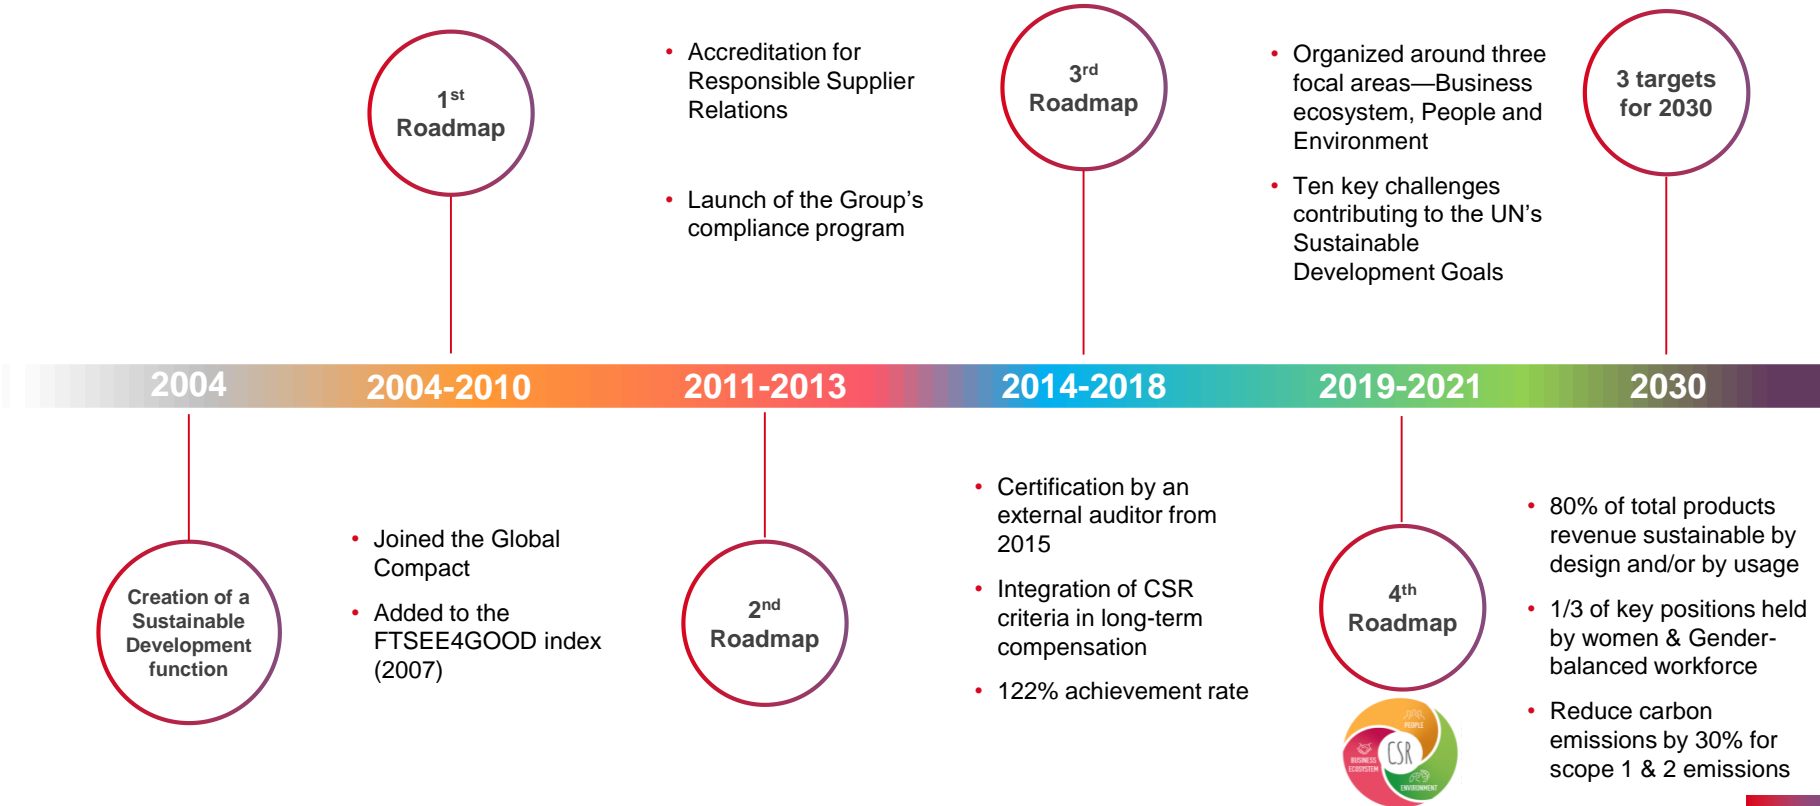 1st
Roadmap
• Accreditation for
Responsible Supplier
Relations
• Launch of the Group’s
compliance program
3rd
Roadmap
• Organized around three
focal areas—Business
ecosystem, People and
Environment
• Ten key challenges
contributing to the UN’s
Sustainable
Development Goals
3 targets
for 2030
2004
2004-2010
2011-2013
2014-2018
2019-2021
2030
Creation of a
Sustainable
Development
function
• Joined the Global
Compact
• Added to the
FTSEE4GOOD index
(2007)
2nd
Roadmap
• Certification by an
external auditor from
2015
• Integration of CSR
criteria in long-term
compensation
• 122% achievement rate
4th
Roadmap
PEOPLE
BUSINESS
ECOSYSTEM
CSR
ENVIRONMENT
• 80% of total products
revenue sustainable by
design and/or by usage
• 1/3 of key positions held
by women & Gender-
balanced workforce
• Reduce carbon
emissions by 30% for
scope 1 & 2 emissions